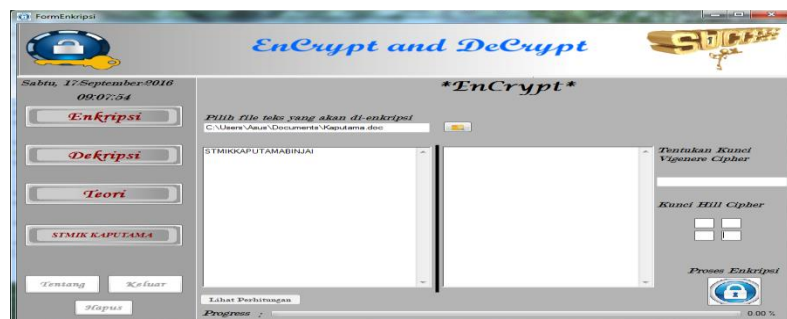 FormEnkripsi
EnCrypt and DeCrypt
SUCCESS
Sabtu, 17 September 2016
09:07:54
*EnCrypt*
Enkripsi
Dekripsi
Teori
STMIK KAPUTAMA
Tentang
Keluar
Hapus
Pilih file teks yang akan di-enkripsi
C:\Users\Asus\Documents\Kaputama.doc
STMIKKAPUTAMABINJAI
Lihat Perhitungan
Progress :
0.00 %
Tentukan Kunci
Vigenere Cipher
Kunci Hill Cipher
Proses Enkripsi